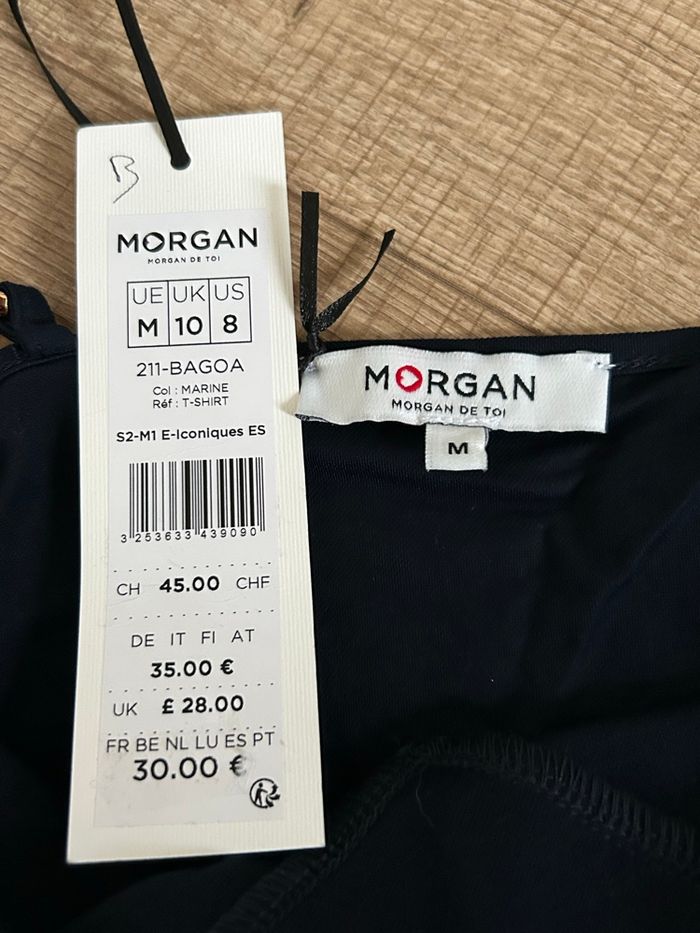 B
MORGAN
MORGAN DE TOI
UE UK US
M 10 8
211-BAGOA
Col : MARINE
Réf : T-SHIRT
S2-M1 E-Iconiques ES
3 253633 439090
CH 45.00 CHF
DE IT FI AT
35.00 €
UK £ 28.00
FR BE NL LU ES PT
30.00 €
MORGAN
MORGAN DE TOI
M